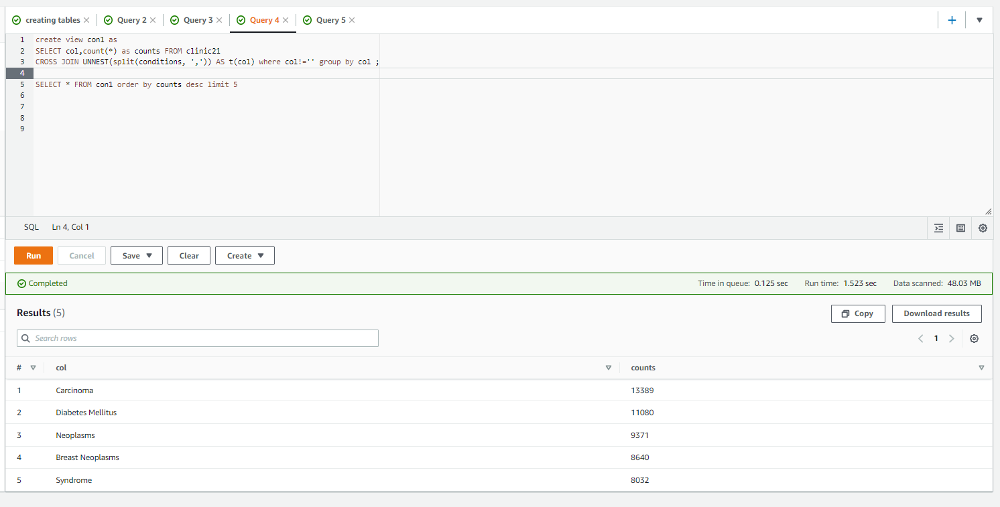 creating tables Query 2 Query 3 Query 4 Query 5
1 create view con1 as
2 SELECT col,count(*) as counts FROM clinic21
3 CROSS JOIN UNNEST(split(conditions, ',')) AS t(col) where col!='' group by col ;
4
5 SELECT * FROM con1 order by counts desc limit 5
6
7
8
9
SQL Ln 4, Col 1
Run Cancel Save Clear Create
Completed Time in queue: 0.125 sec Run time: 1.523 sec Data scanned: 48.03 MB
Results (5) Copy Download results
Search rows 1
# col counts
1 Carcinoma 13389
2 Diabetes Mellitus 11080
3 Neoplasms 9371
4 Breast Neoplasms 8640
5 Syndrome 8032